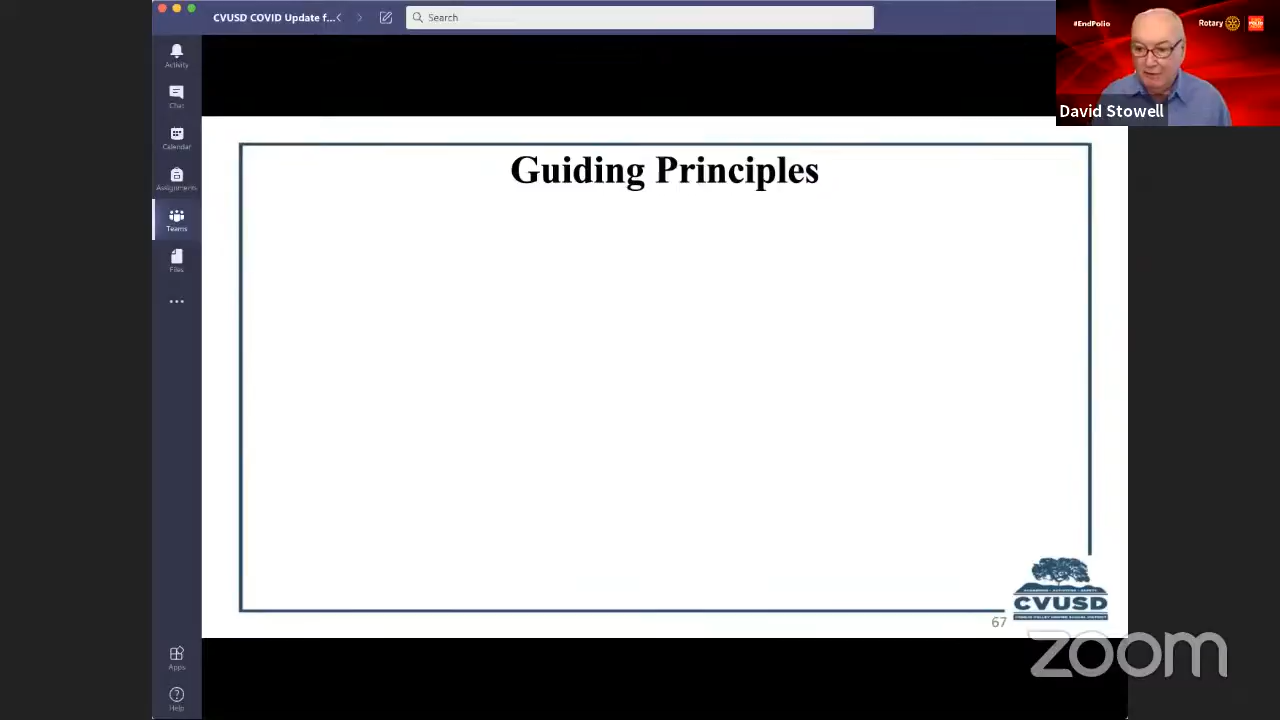 CVUSD COVID Update f...
Search
#EndPolio
Rotary
David Stowell
Activity
Chat
Calendar
Assignments
Teams
Files
Guiding Principles
CVUSD
67
Apps
Help
zoom